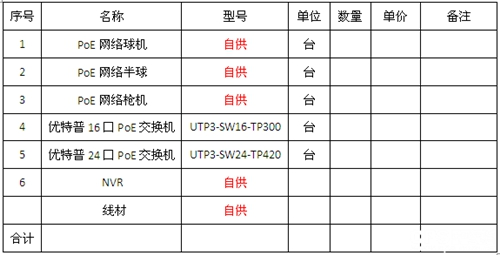 序号 名称 型号 单位 数量 单价 备注
1 PoE 网络球机 自供 台
2 PoE 网络半球 自供 台
3 PoE 网络枪机 自供 台
4 优特普 16 口 PoE 交换机 UTP3-SW16-TP300 台
5 优特普 24 口 PoE 交换机 UTP3-SW24-TP420 台
6 NVR 自供
线材 自供
合计